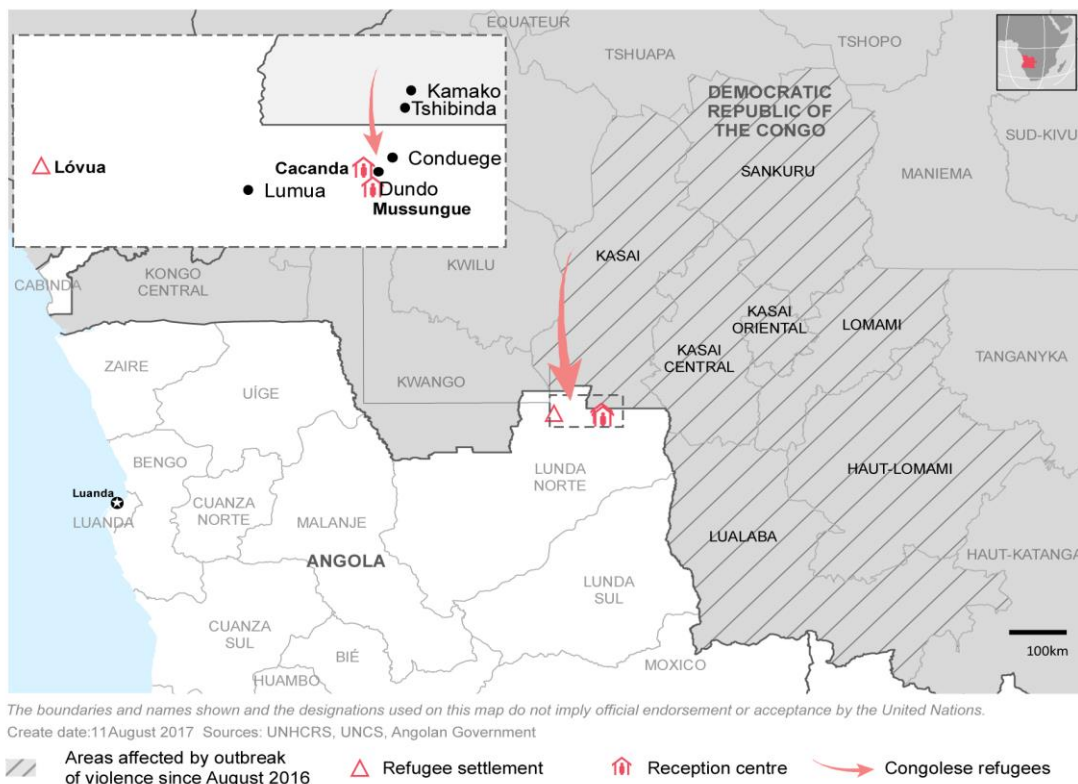 EQUATEUR
TSHUAPA
TSHOPO
DEMOCRATIC
REPUBLIC OF
THE CONGO
SUD-KIVU
Kamako
Tshibinda
Lóvua
Cacanda
Conduege
Lumua
Dundo
Mussungue
SANKURU
MANIEMA
CABINDA
KONGO
CENTRAL
KWILU
KASAI
KASAI
ORIENTAL
LOMAMI
KASAI
CENTRAL
TANGANYKA
ZAIRE
UÍGE
KWANGO
BENGO
LUNDA
NORTE
HAUT-LOMAMI
Luanda
LUANDA
CUANZA
NORTE
MALANJE
LUALABA
HAUT-KATANGA
ANGOLA
LUNDA
SUL
CUANZA
SUL
BIÉ
HUAMBO
MOXICO
100km
The boundaries and names shown and the designations used on this map do not imply official endorsement or acceptance by the United Nations.
Create date:11August 2017 Sources: UNHCRS, UNCS, Angolan Government
Areas affected by outbreak
of violence since August 2016
Refugee settlement
Reception centre
Congolese refugees